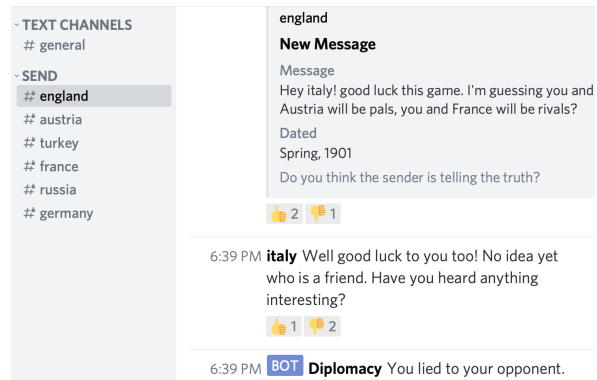 TEXT CHANNELS
# general
SEND
# england
# austria
# turkey
# france
# russia
# germany
england
New Message
Message
Hey italy! good luck this game. I'm guessing you and
Austria will be pals, you and France will be rivals?
Dated
Spring, 1901
Do you think the sender is telling the truth?
2 1
6:39 PM italy Well good luck to you too! No idea yet
who is a friend. Have you heard anything
interesting?
1 2
6:39 PM BOT Diplomacy You lied to your opponent.